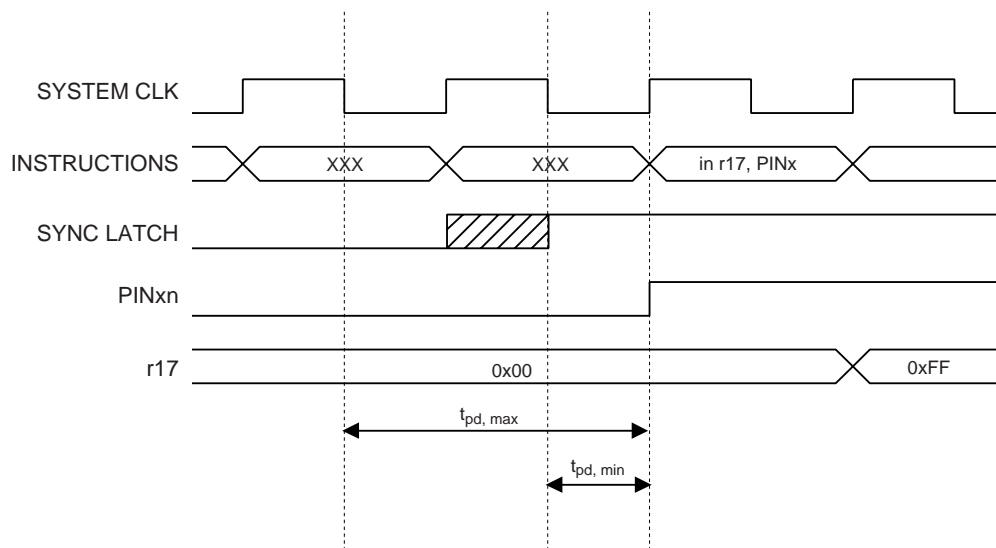 SYSTEM CLK
INSTRUCTIONS XXX XXX in r17, PINx
SYNC LATCH
PINxn
r17 0x00 0xFF
tpd, max
tpd, min